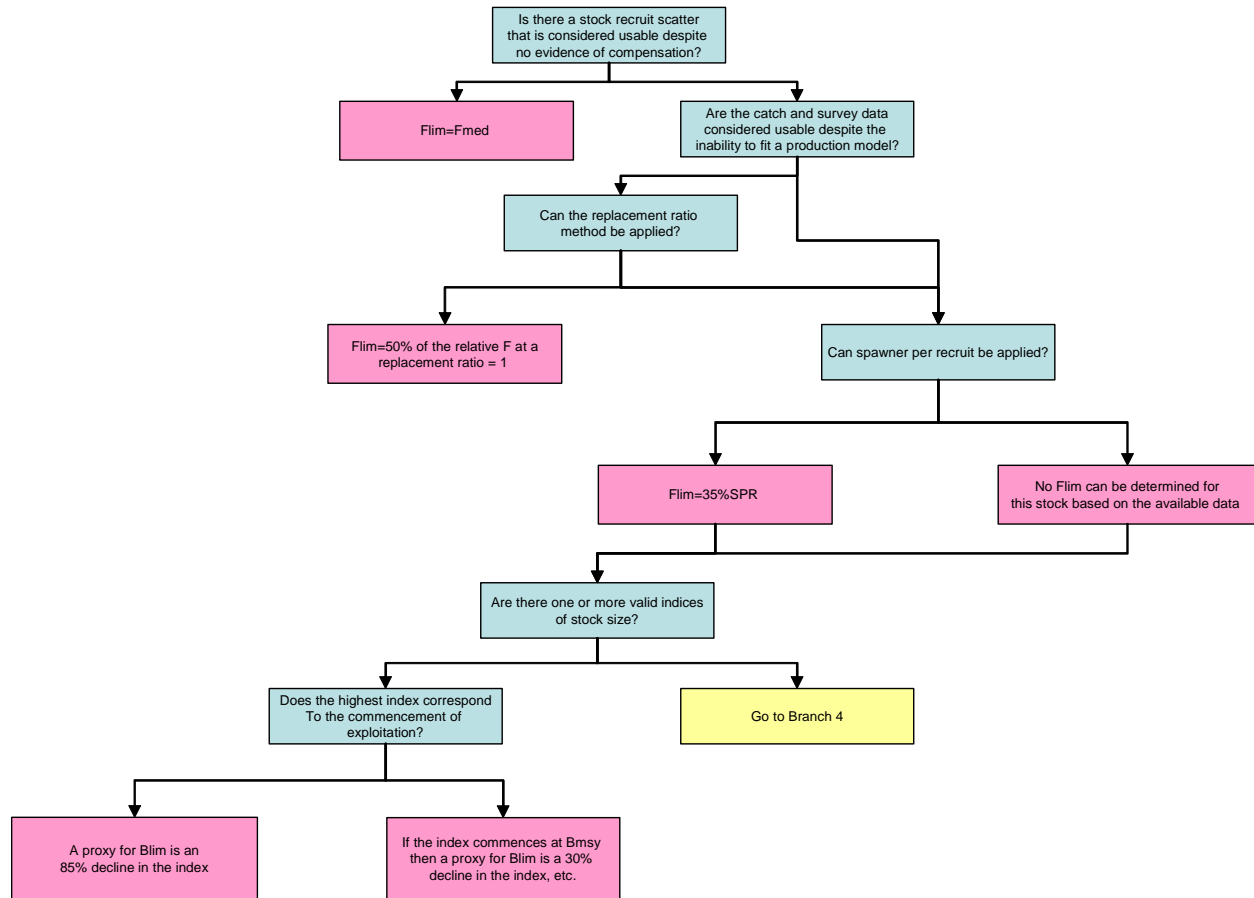 Is there a stock recruit scatter
that is considered usable despite
no evidence of compensation?
Flim=Fmed
Are the catch and survey data
considered usable despite the
inability to fit a production model?
Can the replacement ratio
method be applied?
Flim=50% of the relative F at a
replacement ratio = 1
Can spawner per recruit be applied?
Flim=35%SPR
No Flim can be determined for
this stock based on the available data
Are there one or more valid indices
of stock size?
Does the highest index correspond
To the commencement of
exploitation?
Go to Branch 4
A proxy for Blim is an
85% decline in the index
If the index commences at Bmsy
then a proxy for Blim is a 30%
decline in the index, etc.